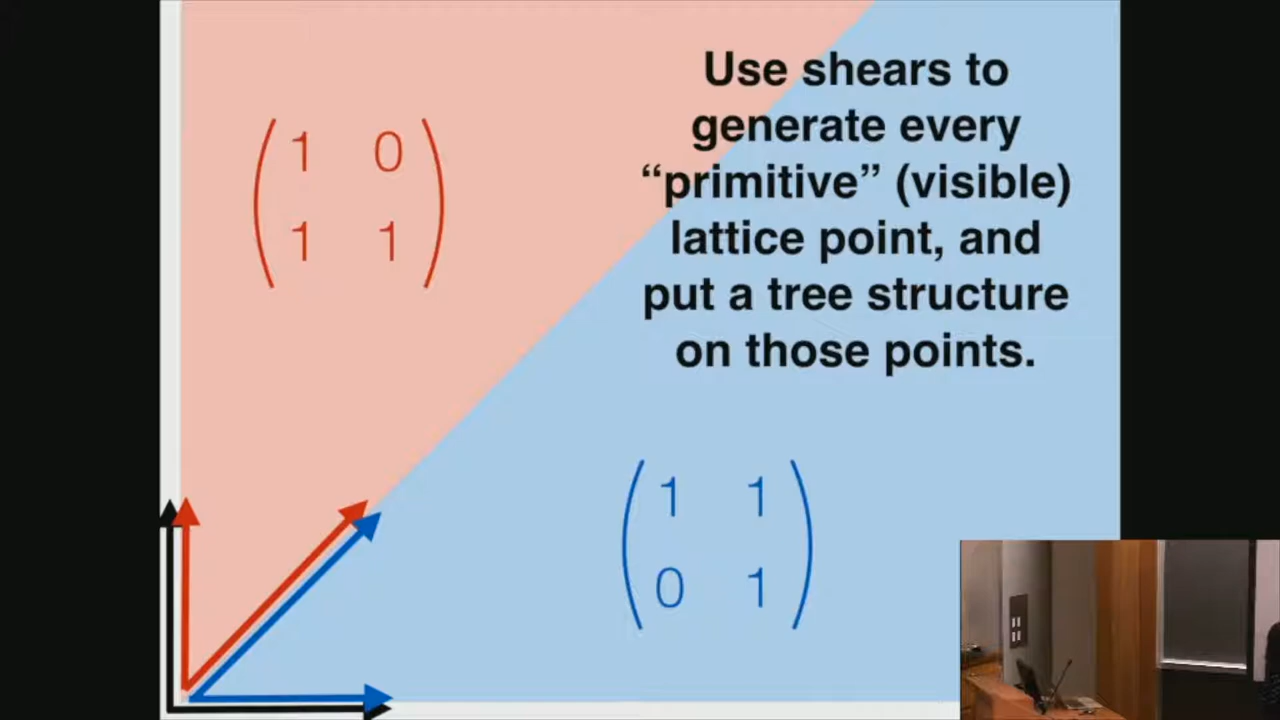 Use shears to
generate every
“primitive” (visible)
lattice point, and
put a tree structure
on those points.
1 0
1 1
1 1
0 1